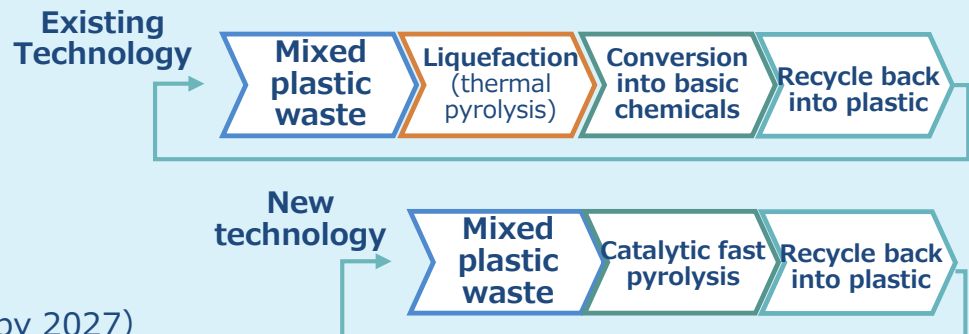 Existing
Technology
Mixed
plastic
waste
Liquefaction
(thermal
pyrolysis)
Conversion
into basic
chemicals
Recycle back
into plastic
New
technology
Mixed
plastic
waste
Catalytic fast
pyrolysis
Recycle back
into plastic
by 2027)